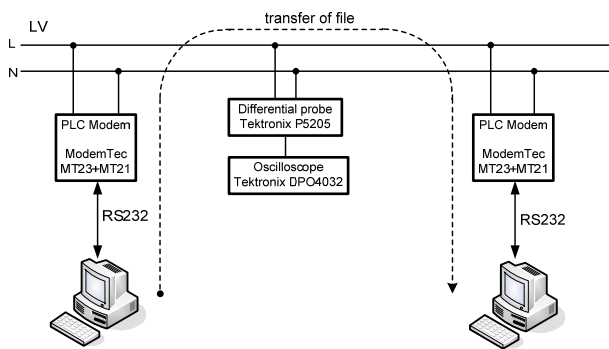 transfer of file
LV
L
N
PLC Modem
ModemTec
MT23+MT21
Differential probe
Tektronix P5205
Oscilloscope
Tektronix DPO4032
PLC Modem
ModemTec
MT23+MT21
RS232
RS232